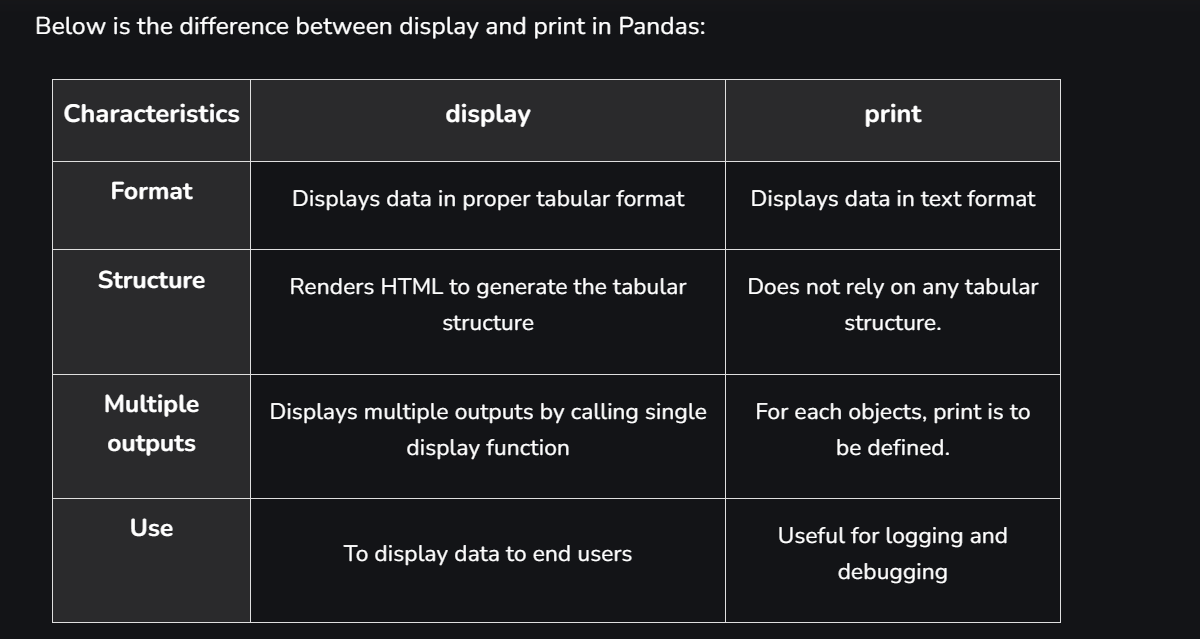 Below is the difference between display and print in Pandas:
Characteristics
display
print
Format
Displays data in proper tabular format
Displays data in text format
Structure
Renders HTML to generate the tabular
structure
Does not rely on any tabular
structure.
Multiple
outputs
Displays multiple outputs by calling single
display function
For each objects, print is to
be defined.
Use
To display data to end users
Useful for logging and
debugging